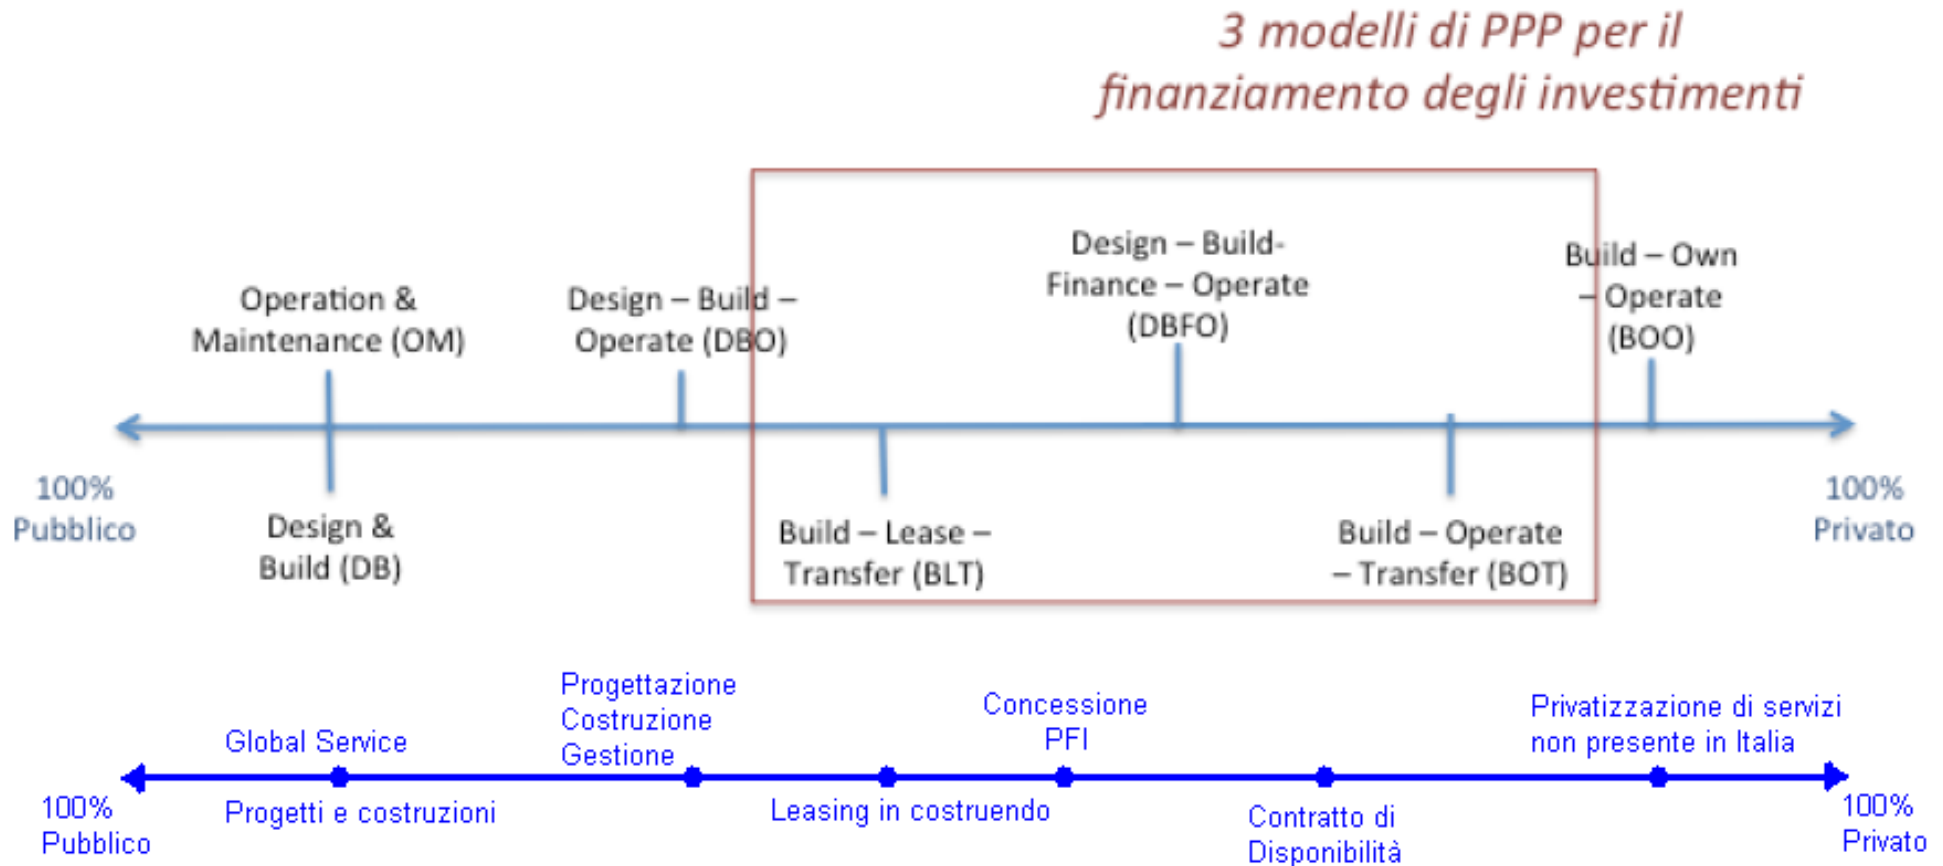 3 modelli di PPP per il
finanziamento degli investimenti
Operation &
Maintenance (OM)
Design – Build –
Operate (DBO)
Design – Build-
Finance – Operate
(DBFO)
Build – Own
– Operate
(BOO)
100%
Pubblico
Design &
Build (DB)
Build – Lease –
Transfer (BLT)
Build – Operate
– Transfer (BOT)
100%
Privato
Global Service
Progettazione
Costruzione
Gestione
Concessione
PFI
Privatizzazione di servizi
non presente in Italia
100%
Pubblico
Progetti e costruzioni
Leasing in costruendo
Contratto di
Disponibilità
100%
Privato